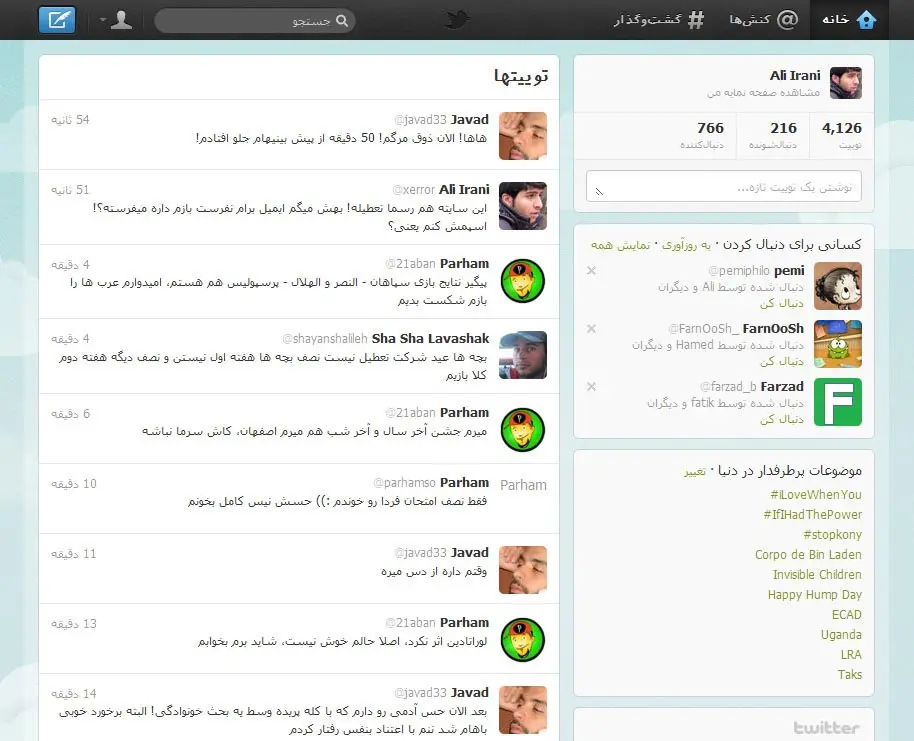 خانه
کنش‌ها
گشت‌وگذار
جستجو
Ali Irani
مشاهده صفحه نمایه من
4,126
توییت
216
دنبال‌شونده
766
دنبال‌کننده
نوشتن یک توییت تازه...
کسانی برای دنبال کردن · به روزآوری · نمایش همه
pemi @pemiphilo
دنبال شده توسط Ali و دیگران
دنبال کن
FarnOoSh @FarnOoSh_
دنبال شده توسط Hamed و دیگران
دنبال کن
Farzad @farzad_b
دنبال شده توسط fatik و دیگران
دنبال کن
موضوعات پرطرفدار در دنیا · تغییر
#iLoveWhenYou
#IfIHadThePower
#stopkony
Corpo de Bin Laden
Invisible Children
Happy Hump Day
ECAD
Uganda
LRA
Taks
twitter
توییتها
Javad @javad33 54 ثانیه
هاها! الان ذوق مرگم! 50 دقیقه از پیش بینیهام جلو افتادم!
Ali Irani @xerror 51 ثانیه
این سایته هم رسما تعطیله! بهش میگم ایمیل برام نفرست بازم داره میفرسته؟!
اسپمش کنم یعنی؟
Parham @21aban 4 دقیقه
پیگیر نتایج بازی سپاهان - النصر و الهلال - پرسپولیس هم هستم، امیدوارم عرب ها را
بازم شکست بدیم
Sha Sha Lavashak @shayanshalileh 4 دقیقه
بچه ها عید شرکت تعطیل نیست نصف بچه ها هفته اول نیستن و نصف دیگه هفته دوم
کلا بازیم
Parham @21aban 6 دقیقه
میرم جشن آخر سال و آخر شب هم میرم اصفهان، کاش سرما نباشه
Parham
Parham @parhamso 10 دقیقه
فقط نصف امتحان فردا رو خوندم :)) حسش نیس کامل بخونم
Javad @javad33 11 دقیقه
وقتم داره از دس میره
Parham @21aban 13 دقیقه
لوراتادین اثر نکرد، اصلا حالم خوش نیست، شاید برم بخوابم
Javad @javad33 14 دقیقه
بعد الان حس آدمی رو دارم که با کله پریده وسط یه بحث خونوادگی! البته برخورد خوبی
باهام شد ننم با اعتناد بنفس رفتار کردم